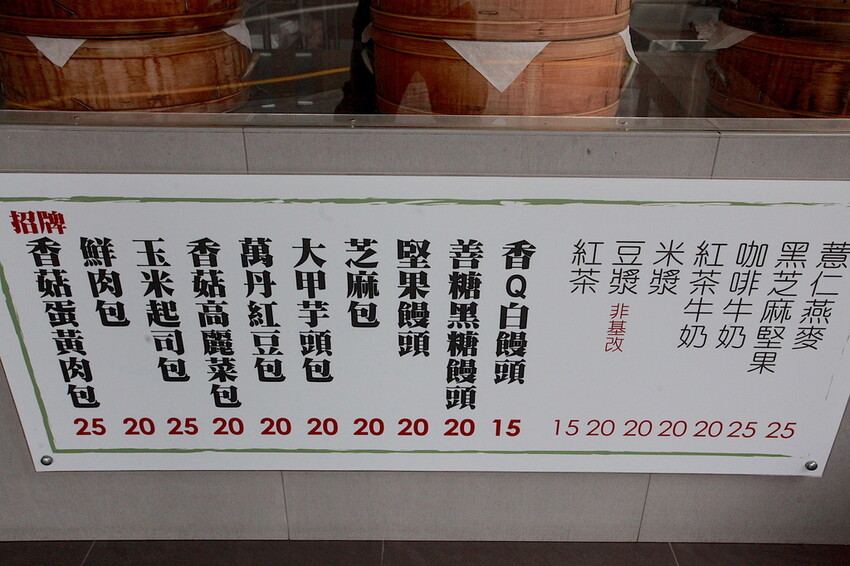 招牌
香菇蛋黃肉包
鮮肉包
玉米起司包
香菇高麗菜包
萬丹紅豆包
大甲芋頭包
芝麻包
堅果饅頭
善糖黑糖饅頭
香Q白饅頭
25 20 25 20 20 20 20 20 20 15
紅茶
豆漿 非基改
米漿
紅茶牛奶
咖啡牛奶
黑芝麻堅果
薏仁燕麥
15 20 20 20 20 25 25